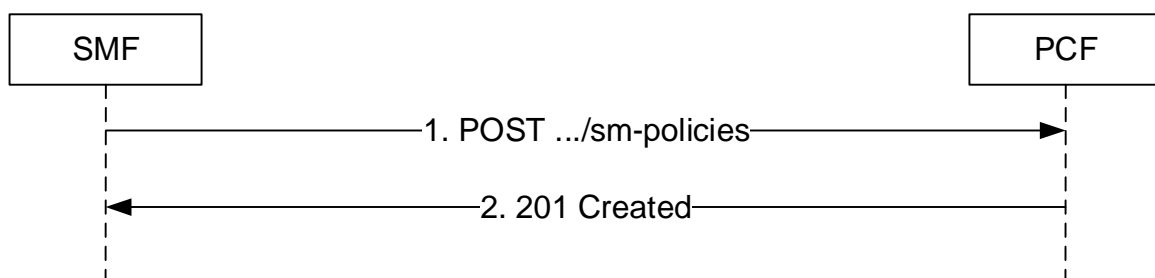 SMF
PCF
1. POST .../sm-policies
2. 201 Created